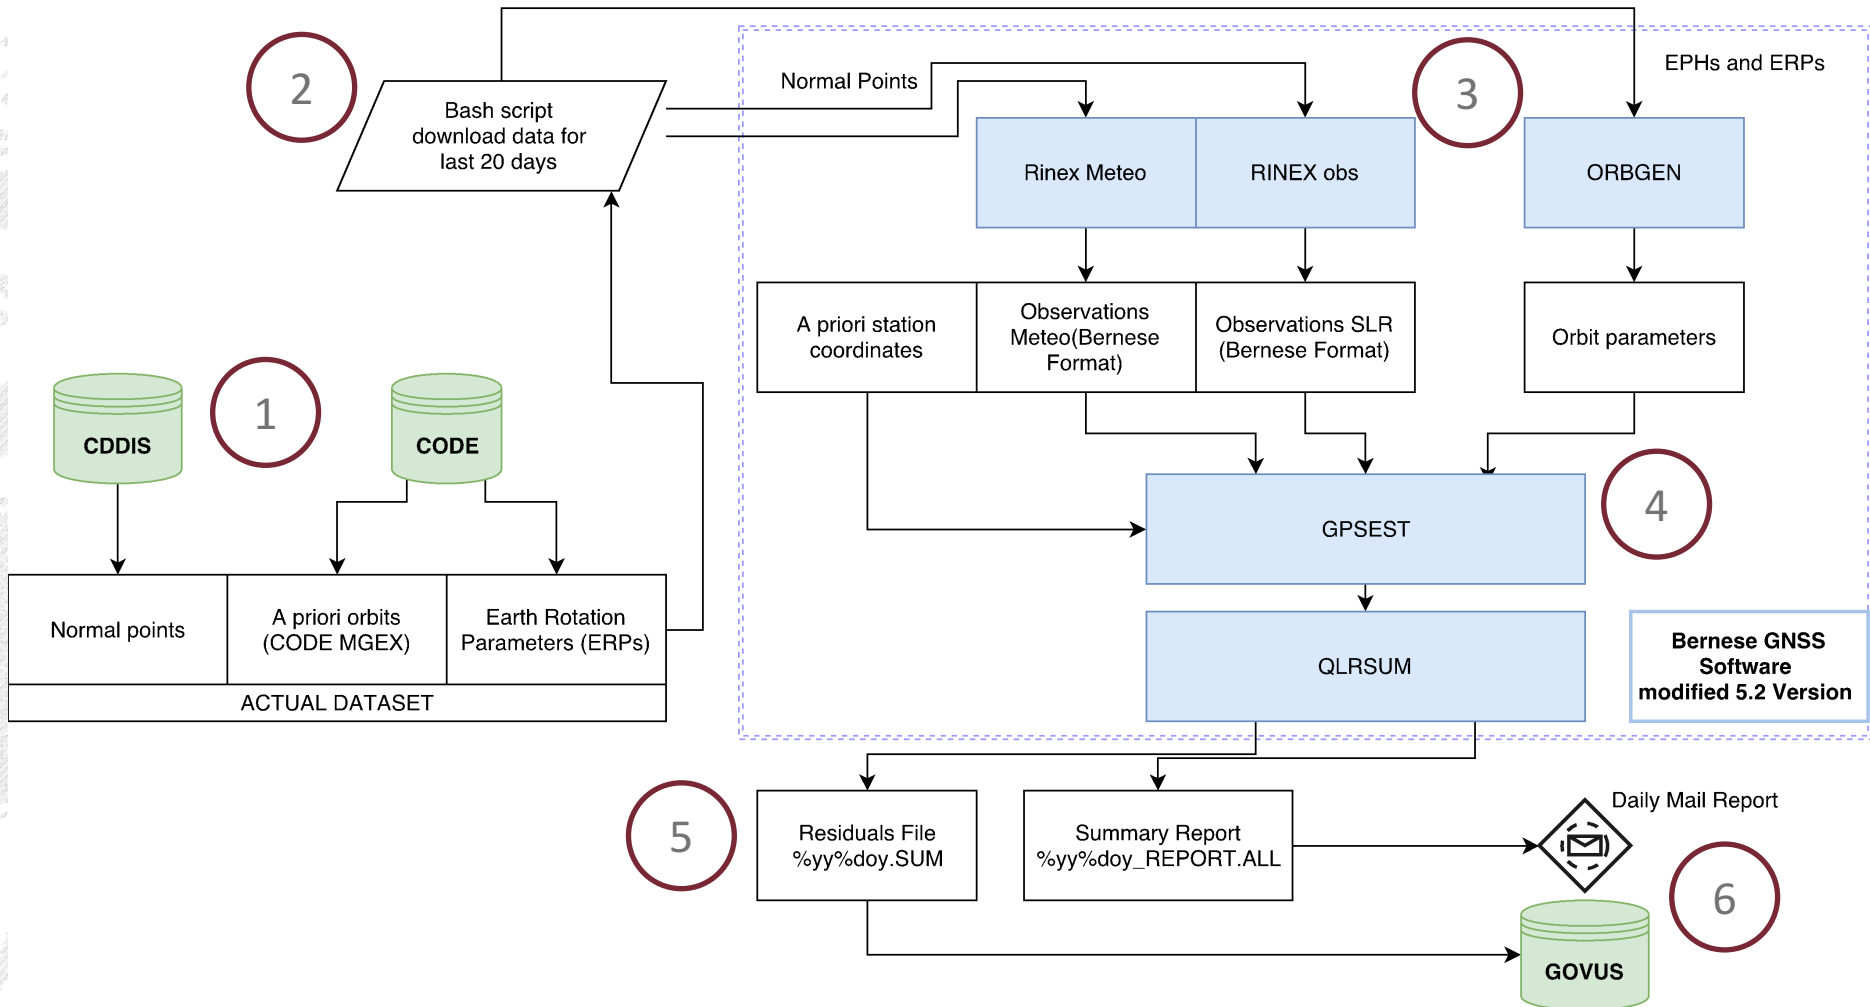 2
Bash script
download data for
last 20 days
Normal Points
3
EPHs and ERPs
Rinex Meteo
RINEX obs
ORBGEN
A priori station
coordinates
Observations
Meteo(Bernese
Format)
Observations SLR
(Bernese Format)
Orbit parameters
1
CDDIS
CODE
4
GPSEST
Normal points
A priori orbits
(CODE MGEX)
Earth Rotation
Parameters (ERPs)
ACTUAL DATASET
QLRSUM
Bernese GNSS
Software
modified 5.2 Version
5
Residuals File
%yy%doy.SUM
Summary Report
%yy%doy_REPORT.ALL
Daily Mail Report
6
GOVUS